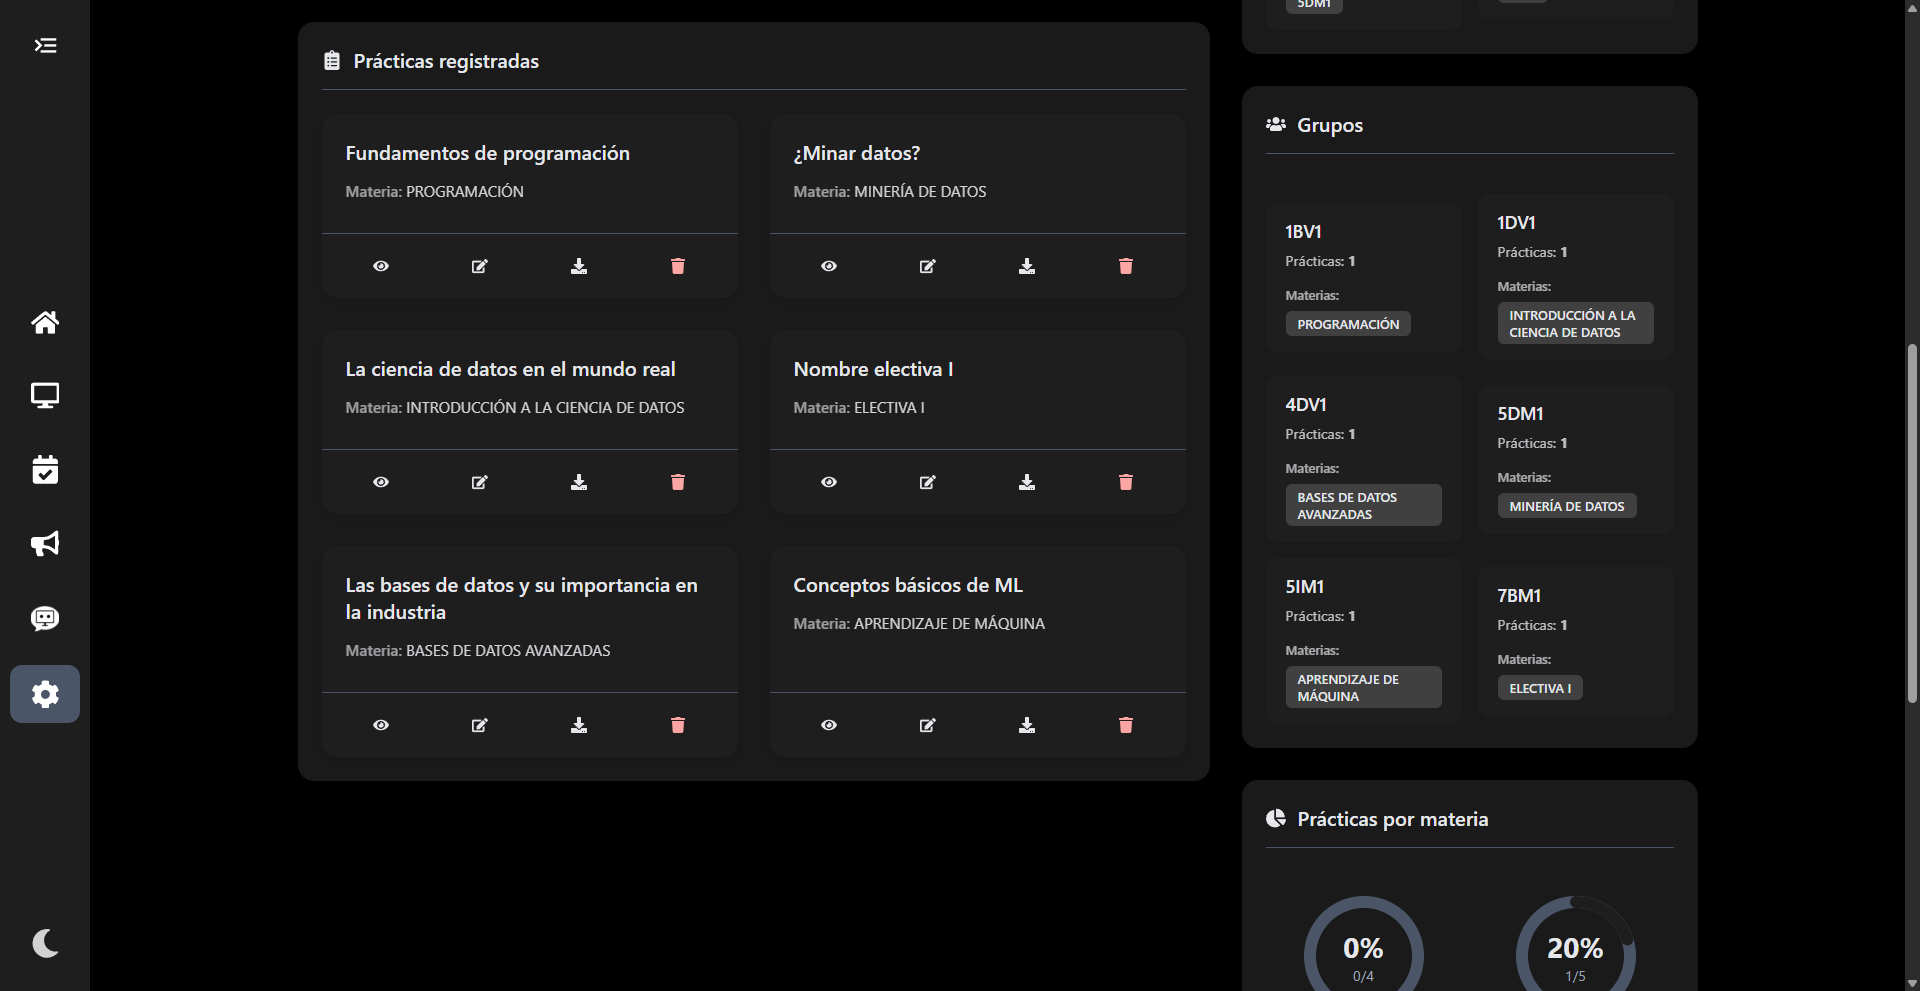 Prácticas registradas
Fundamentos de programación
Materia: PROGRAMACIÓN
¿Minar datos?
Materia: MINERÍA DE DATOS
La ciencia de datos en el mundo real
Materia: INTRODUCCIÓN A LA CIENCIA DE DATOS
Nombre electiva I
Materia: ELECTIVA I
Las bases de datos y su importancia en
la industria
Materia: BASES DE DATOS AVANZADAS
Conceptos básicos de ML
Materia: APRENDIZAJE DE MÁQUINA
5DM1
Grupos
1BV1
Prácticas: 1
Materias:
PROGRAMACIÓN
1DV1
Prácticas: 1
Materias:
INTRODUCCIÓN A LA
CIENCIA DE DATOS
4DV1
Prácticas: 1
Materias:
BASES DE DATOS
AVANZADAS
5DM1
Prácticas: 1
Materias:
MINERÍA DE DATOS
5IM1
Prácticas: 1
Materias:
APRENDIZAJE DE
MÁQUINA
7BM1
Prácticas: 1
Materias:
ELECTIVA I
Prácticas por materia
0%
0/4
20%
1/5